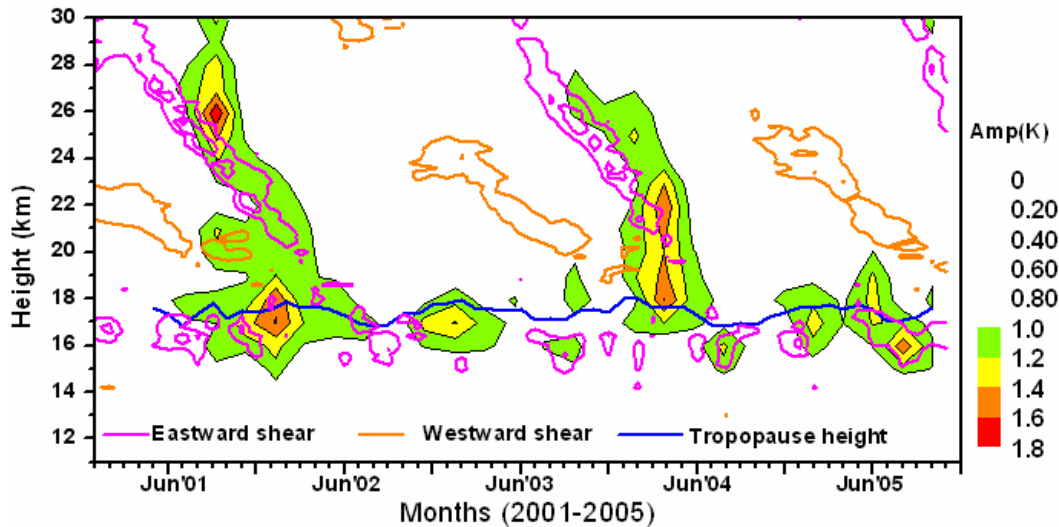 30
28
26
24
22
20
18
16
14
12
Height (km)
Eastward shear
Westward shear
Tropopause height
Jun'01
Jun'02
Jun'03
Jun'04
Jun'05
Months (2001-2005)
Amp(K)
0
0.20
0.40
0.60
0.80
1.0
1.2
1.4
1.6
1.8